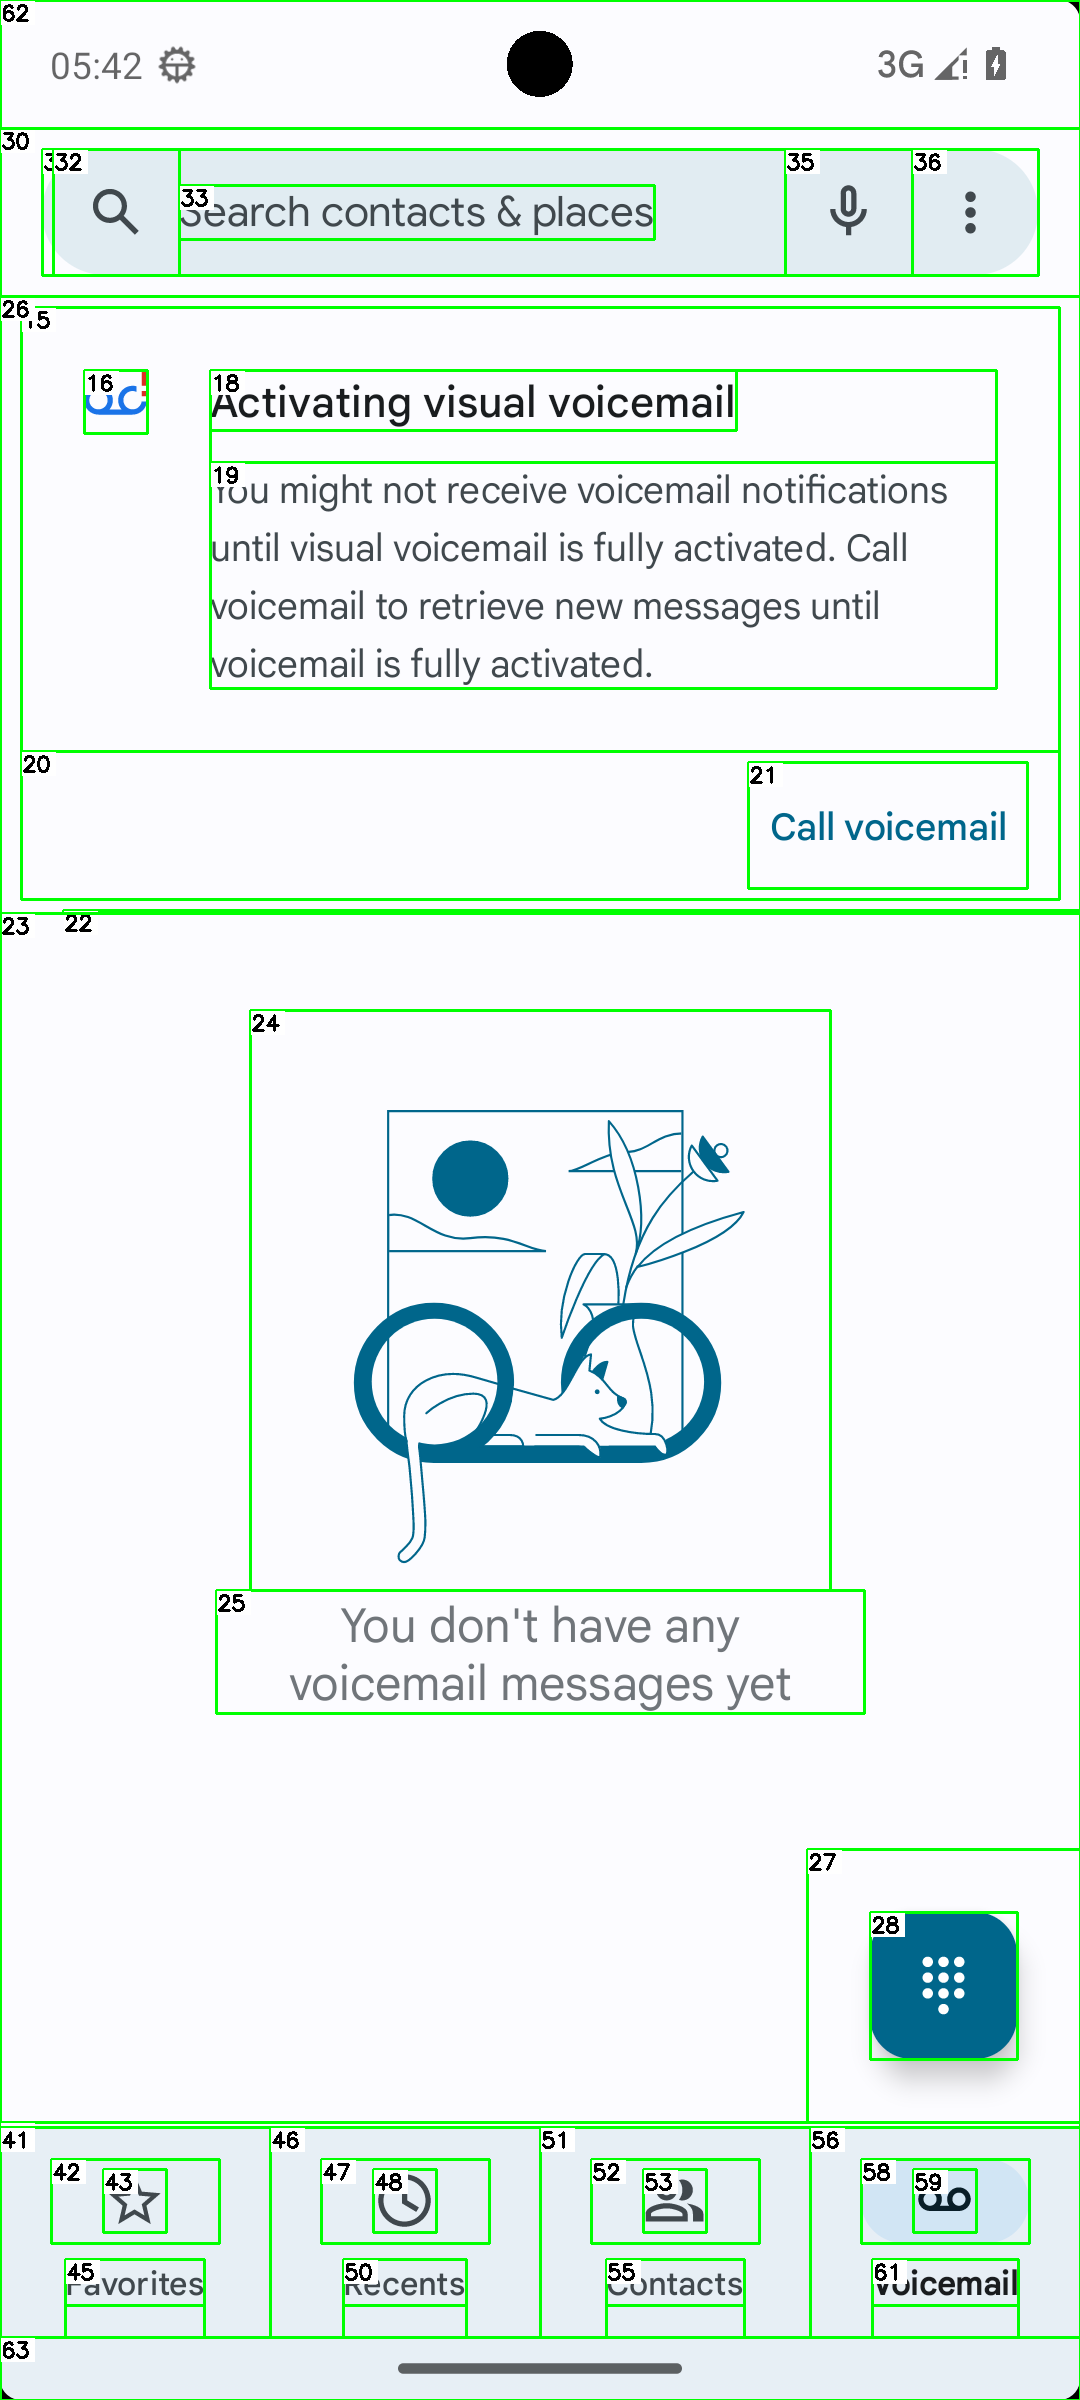 62
05:42
3G
30
32
33
Search contacts & places
35
36
26
15
16
18
Activating visual voicemail
19
You might not receive voicemail notifications
until visual voicemail is fully activated. Call
voicemail to retrieve new messages until
voicemail is fully activated.
20
21
Call voicemail
23
22
24
25
You don't have any
voicemail messages yet
27
28
41
46
51
56
42
43
47
48
52
53
58
59
45
Favorites
50
Recents
55
Contacts
61
Voicemail
63